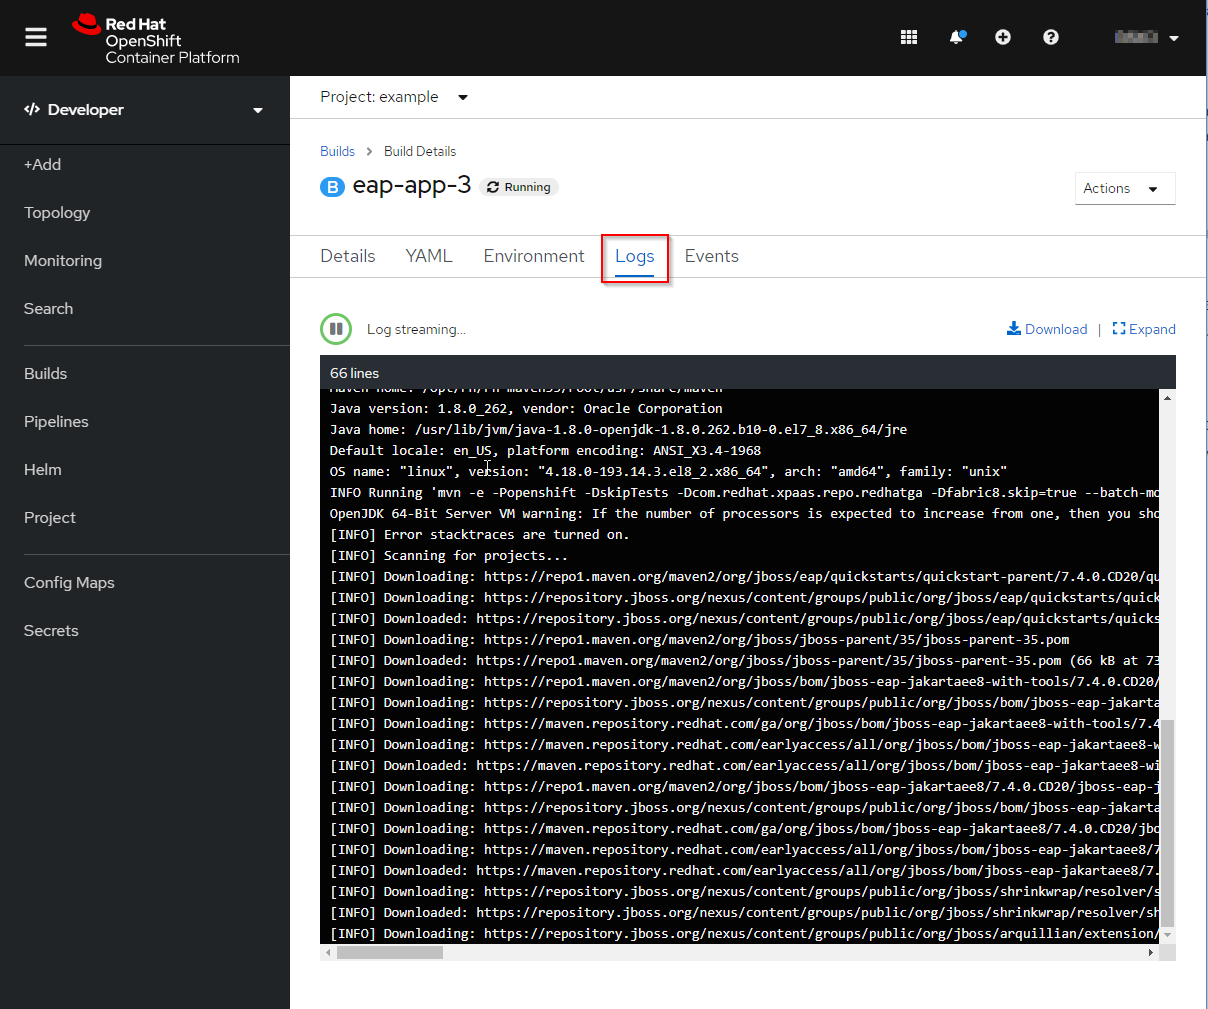 Red Hat
OpenShift
Container Platform
Developer
+Add
Topology
Monitoring
Search
Builds
Pipelines
Helm
Project
Config Maps
Secrets
Project: example
Builds > Build Details
B eap-app-3 Running
Actions
Details YAML Environment Logs Events
Log streaming...
Download | Expand
66 lines
Maven home: /opt/rh/rh-maven35/root/usr/share/maven
Java version: 1.8.0_262, vendor: Oracle Corporation
Java home: /usr/lib/jvm/java-1.8.0-openjdk-1.8.0.262.b10-0.el7_8.x86_64/jre
Default locale: en_US, platform encoding: ANSI_X3.4-1968
OS name: "linux", version: "4.18.0-193.14.3.el8_2.x86_64", arch: "amd64", family: "unix"
INFO Running 'mvn -e -Popenshift -DskipTests -Dcom.redhat.xpaas.repo.redhatga -Dfabric8.skip=true --batch-mo
OpenJDK 64-Bit Server VM warning: If the number of processors is expected to increase from one, then you sho
[INFO] Error stacktraces are turned on.
[INFO] Scanning for projects...
[INFO] Downloading: https://repo1.maven.org/maven2/org/jboss/eap/quickstarts/quickstart-parent/7.4.0.CD20/qu
[INFO] Downloading: https://repository.jboss.org/nexus/content/groups/public/org/jboss/eap/quickstarts/quick
[INFO] Downloaded: https://repository.jboss.org/nexus/content/groups/public/org/jboss/eap/quickstarts/quicks
[INFO] Downloading: https://repo1.maven.org/maven2/org/jboss/jboss-parent/35/jboss-parent-35.pom
[INFO] Downloaded: https://repo1.maven.org/maven2/org/jboss/jboss-parent/35/jboss-parent-35.pom (66 kB at 73
[INFO] Downloading: https://repo1.maven.org/maven2/org/jboss/bom/jboss-eap-jakartaee8-with-tools/7.4.0.CD20/
[INFO] Downloading: https://repository.jboss.org/nexus/content/groups/public/org/jboss/bom/jboss-eap-jakarta
[INFO] Downloading: https://maven.repository.redhat.com/ga/org/jboss/bom/jboss-eap-jakartaee8-with-tools/7.4
[INFO] Downloading: https://maven.repository.redhat.com/earlyaccess/all/org/jboss/bom/jboss-eap-jakartaee8-w
[INFO] Downloaded: https://maven.repository.redhat.com/earlyaccess/all/org/jboss/bom/jboss-eap-jakartaee8-wi
[INFO] Downloading: https://repo1.maven.org/maven2/org/jboss/bom/jboss-eap-jakartaee8/7.4.0.CD20/jboss-eap-j
[INFO] Downloading: https://repository.jboss.org/nexus/content/groups/public/org/jboss/bom/jboss-eap-jakarta
[INFO] Downloading: https://maven.repository.redhat.com/ga/org/jboss/bom/jboss-eap-jakartaee8/7.4.0.CD20/jbo
[INFO] Downloading: https://maven.repository.redhat.com/earlyaccess/all/org/jboss/bom/jboss-eap-jakartaee8/7
[INFO] Downloaded: https://maven.repository.redhat.com/earlyaccess/all/org/jboss/bom/jboss-eap-jakartaee8/7.
[INFO] Downloading: https://repository.jboss.org/nexus/content/groups/public/org/jboss/shrinkwrap/resolver/s
[INFO] Downloaded: https://repository.jboss.org/nexus/content/groups/public/org/jboss/shrinkwrap/resolver/sh
[INFO] Downloading: https://repository.jboss.org/nexus/content/groups/public/org/jboss/arquillian/extension/